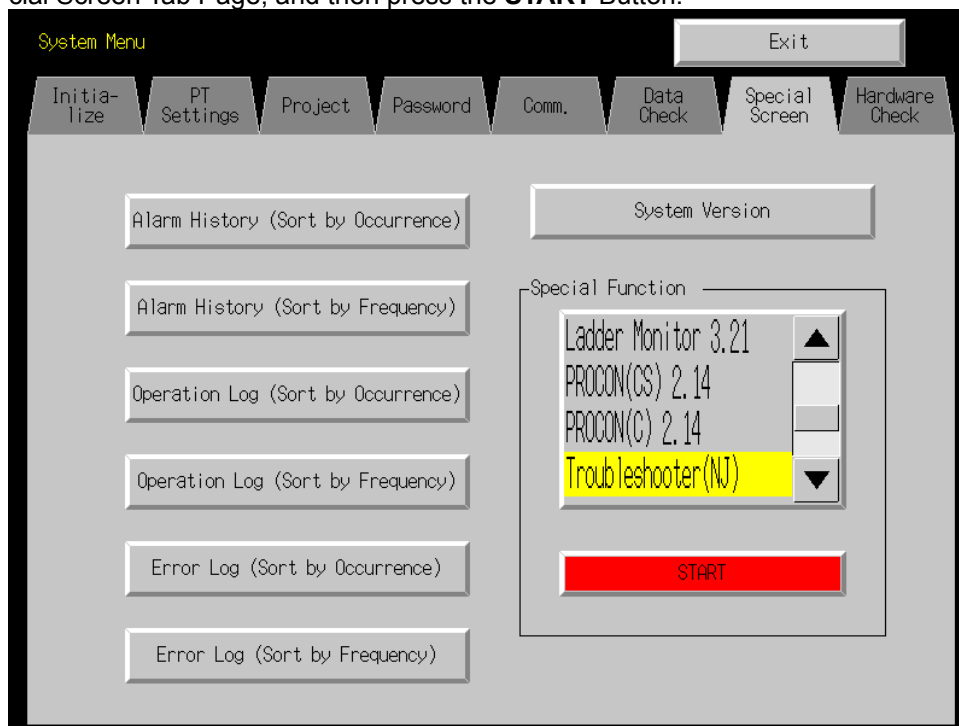 cial Screen Tab Page, and then press the START Button.
System Menu
Exit
Initia-
lize
PT
Settings
Project
Password
Comm.
Data
Check
Special
Screen
Hardware
Check
Alarm History (Sort by Occurrence)
Alarm History (Sort by Frequency)
Operation Log (Sort by Occurrence)
Operation Log (Sort by Frequency)
Error Log (Sort by Occurrence)
Error Log (Sort by Frequency)
System Version
Special Function
Ladder Monitor 3.21
PROCON(CS) 2.14
PROCON(C) 2.14
Troubleshooter(NJ)
START